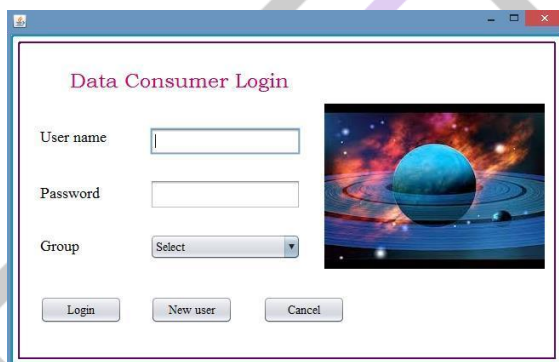 Data Consumer Login
User name
Password
Group
Select
Login New user Cancel